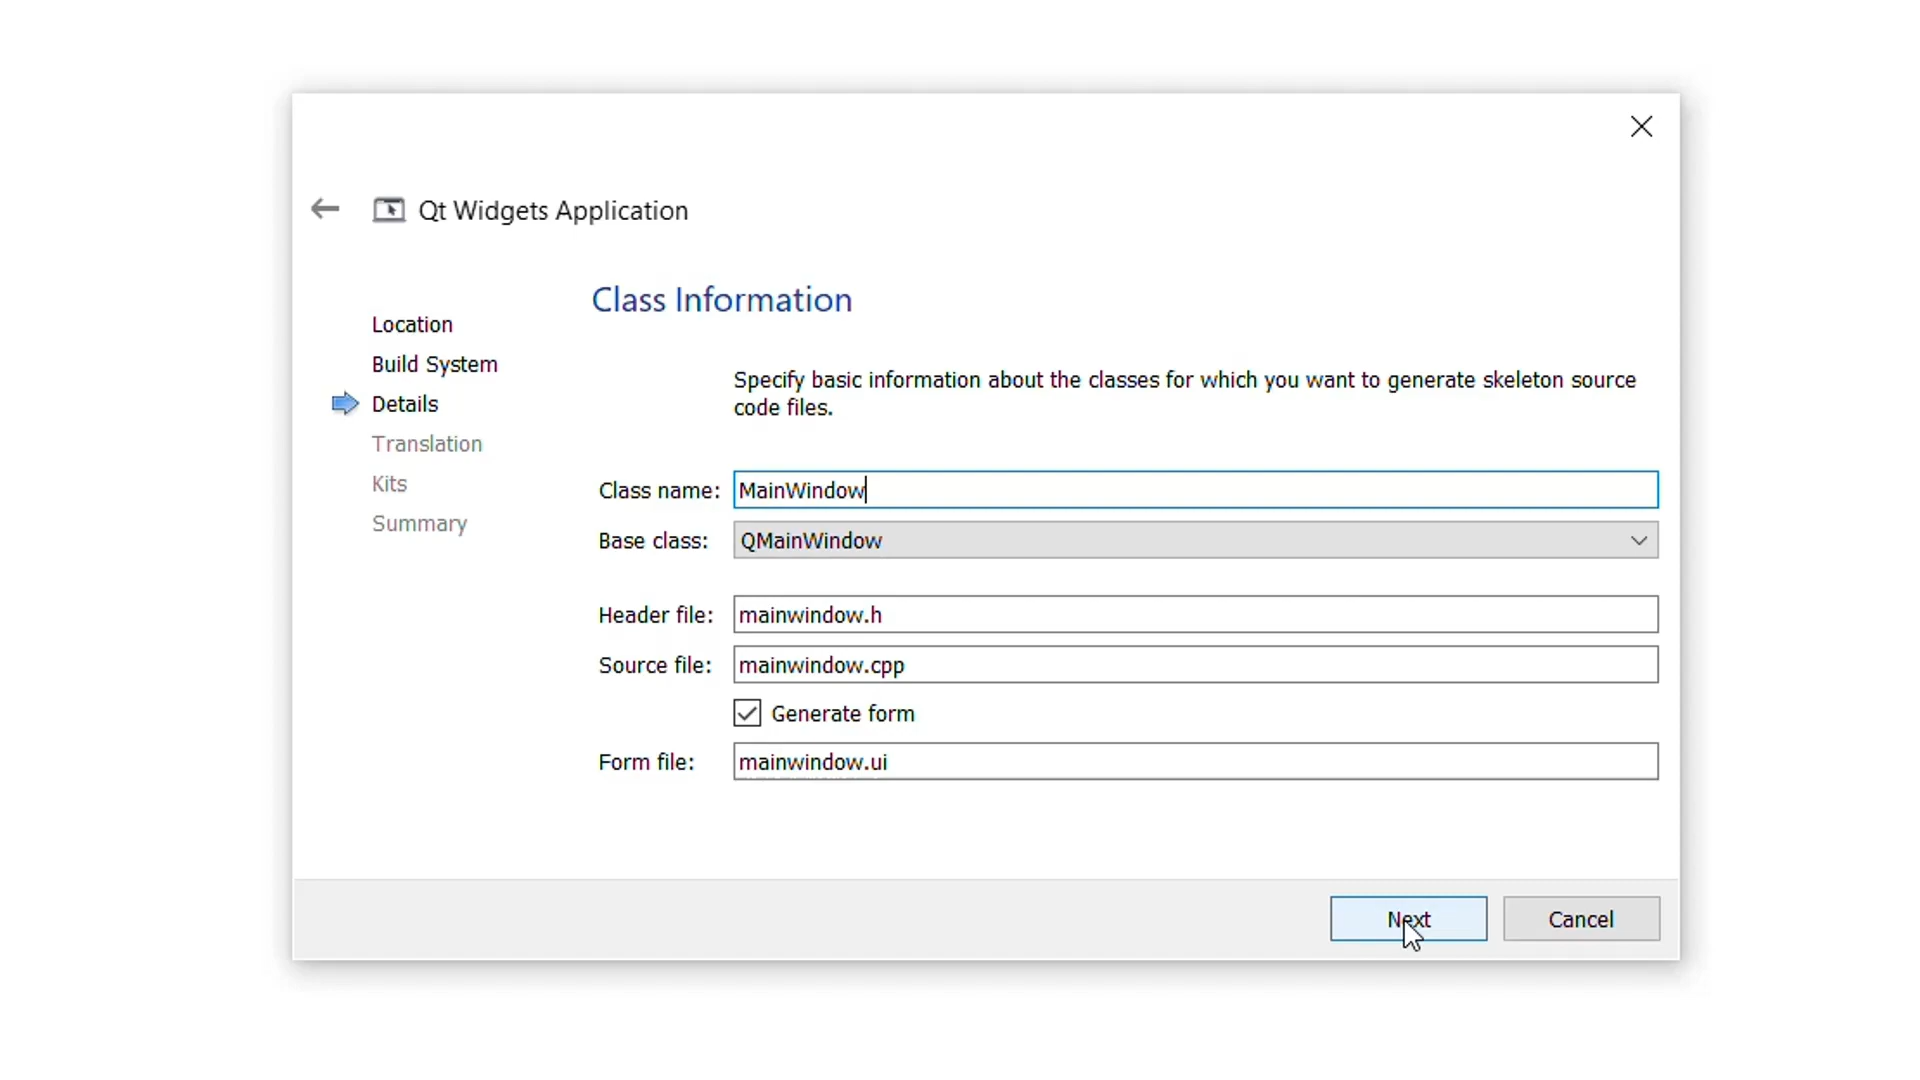 Qt Widgets Application
Location
Build System
Details
Translation
Kits
Summary
Class Information
Specify basic information about the classes for which you want to generate skeleton source
code files.
Class name: MainWindow
Base class: QMainWindow
Header file: mainwindow.h
Source file: mainwindow.cpp
Generate form
Form file: mainwindow.ui
Next Cancel